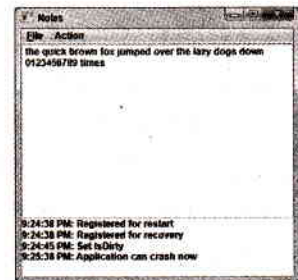 Notes
File Action
the quick brown fox jumped over the lazy dogs down
0123456789 times
9:24:38 PM: Registered for restart
9:24:38 PM: Registered for recovery
9:24:45 PM: Set IsDirty
9:25:38 PM: Application can crash now